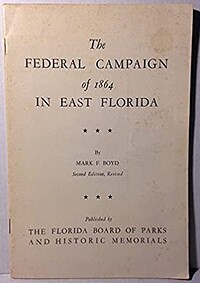 The
FEDERAL CAMPAIGN
of 1864
IN EAST FLORIDA
★ ★ ★
By
MARK F. BOYD
Second Edition, Revised
★ ★ ★
Published by
THE FLORIDA BOARD OF PARKS
AND HISTORIC MEMORIALS